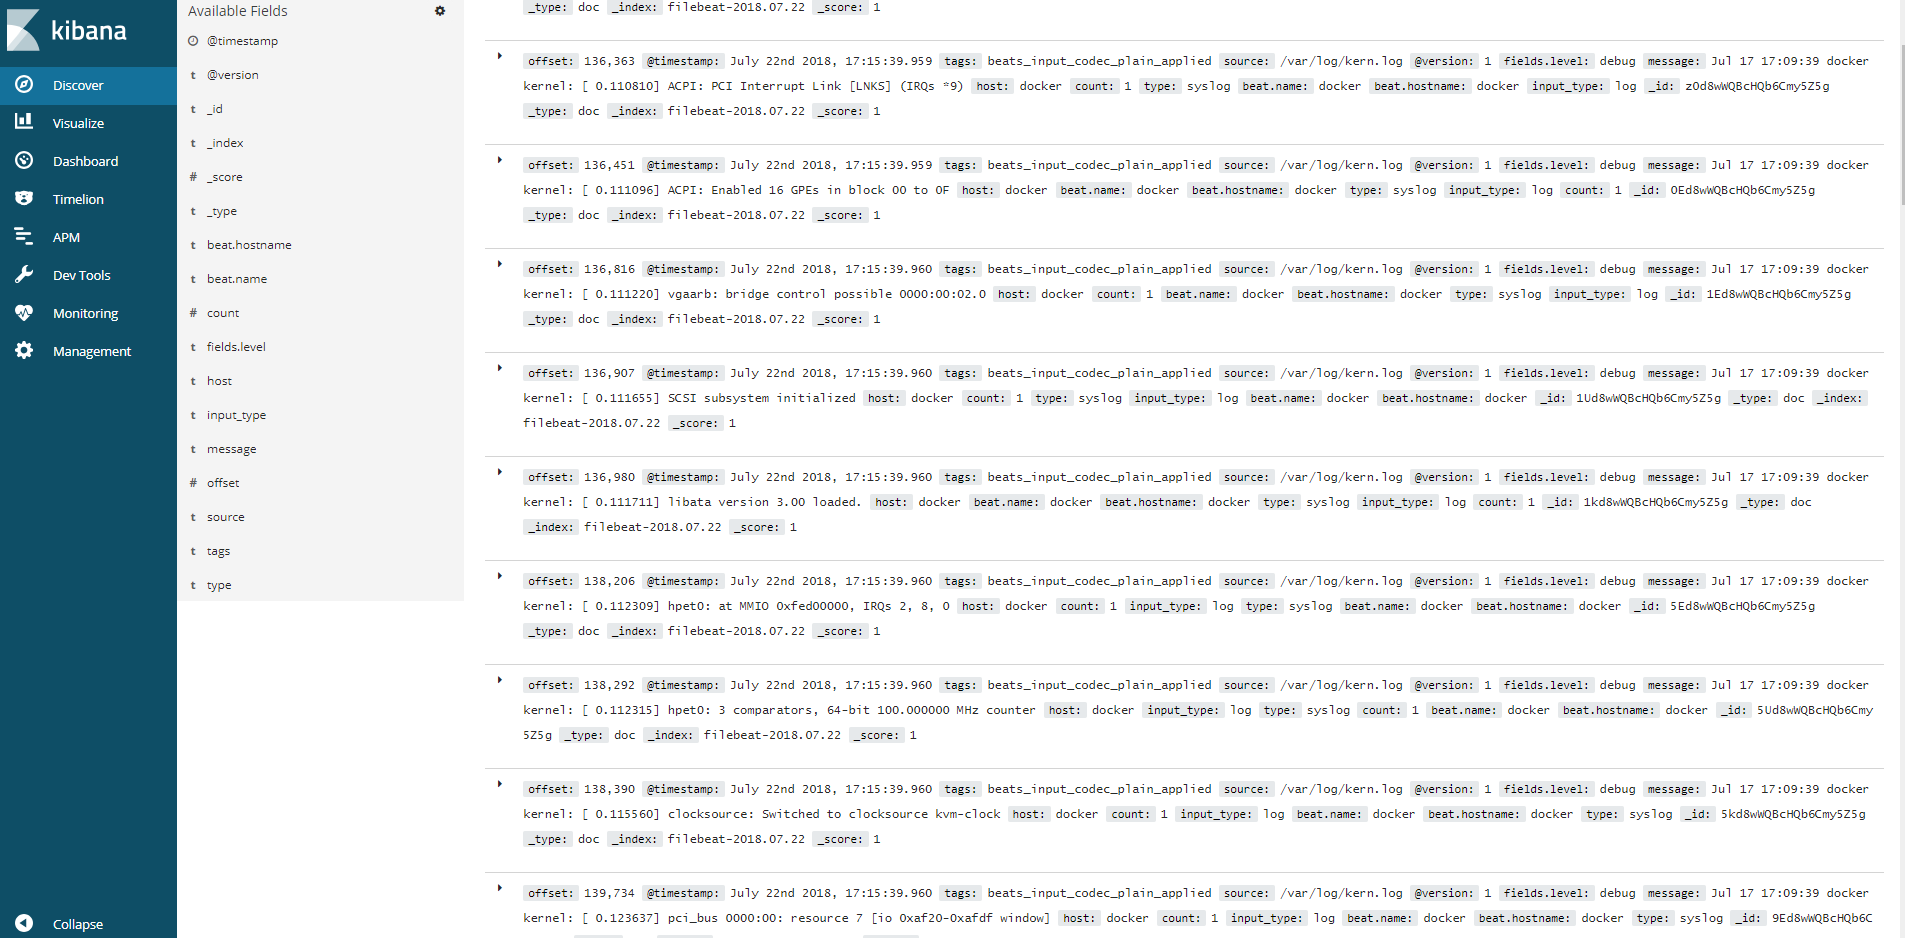 kibana
Discover
Visualize
Dashboard
Timelion
APM
Dev Tools
Monitoring
Management
Collapse
Available Fields
@timestamp
t @version
t _id
t _index
# _score
t _type
t beat.hostname
t beat.name
# count
t fields.level
t host
t input_type
t message
# offset
t source
t tags
t type
_type: doc _index: filebeat-2018.07.22 _score: 1
offset: 136,363 @timestamp: July 22nd 2018, 17:15:39.959 tags: beats_input_codec_plain_applied source: /var/log/kern.log @version: 1 fields.level: debug message: Jul 17 17:09:39 docker
kernel: [ 0.110810] ACPI: PCI Interrupt Link [LNKS] (IRQs *9) host: docker count: 1 type: syslog beat.name: docker beat.hostname: docker input_type: log _id: z0d8wWQBcHQb6Cmy5Z5g
_type: doc _index: filebeat-2018.07.22 _score: 1
offset: 136,451 @timestamp: July 22nd 2018, 17:15:39.959 tags: beats_input_codec_plain_applied source: /var/log/kern.log @version: 1 fields.level: debug message: Jul 17 17:09:39 docker
kernel: [ 0.111096] ACPI: Enabled 16 GPEs in block 00 to 0F host: docker beat.name: docker beat.hostname: docker type: syslog input_type: log count: 1 _id: 0Ed8wWQBcHQb6Cmy5Z5g
_type: doc _index: filebeat-2018.07.22 _score: 1
offset: 136,816 @timestamp: July 22nd 2018, 17:15:39.960 tags: beats_input_codec_plain_applied source: /var/log/kern.log @version: 1 fields.level: debug message: Jul 17 17:09:39 docker
kernel: [ 0.111220] vgaarb: bridge control possible 0000:00:02.0 host: docker count: 1 beat.name: docker beat.hostname: docker type: syslog input_type: log _id: 1Ed8wWQBcHQb6Cmy5Z5g
_type: doc _index: filebeat-2018.07.22 _score: 1
offset: 136,907 @timestamp: July 22nd 2018, 17:15:39.960 tags: beats_input_codec_plain_applied source: /var/log/kern.log @version: 1 fields.level: debug message: Jul 17 17:09:39 docker
kernel: [ 0.111655] SCSI subsystem initialized host: docker count: 1 type: syslog input_type: log beat.name: docker beat.hostname: docker _id: 1Ud8wWQBcHQb6Cmy5Z5g _type: doc _index:
filebeat-2018.07.22 _score: 1
offset: 136,980 @timestamp: July 22nd 2018, 17:15:39.960 tags: beats_input_codec_plain_applied source: /var/log/kern.log @version: 1 fields.level: debug message: Jul 17 17:09:39 docker
kernel: [ 0.111711] libata version 3.00 loaded. host: docker beat.name: docker beat.hostname: docker type: syslog input_type: log count: 1 _id: 1kd8wWQBcHQb6Cmy5Z5g _type: doc
_index: filebeat-2018.07.22 _score: 1
offset: 138,206 @timestamp: July 22nd 2018, 17:15:39.960 tags: beats_input_codec_plain_applied source: /var/log/kern.log @version: 1 fields.level: debug message: Jul 17 17:09:39 docker
kernel: [ 0.112309] hpet0: at MMIO 0xfed00000, IRQs 2, 8, 0 host: docker count: 1 input_type: log type: syslog beat.name: docker beat.hostname: docker _id: 5Ed8wWQBcHQb6Cmy5Z5g
_type: doc _index: filebeat-2018.07.22 _score: 1
offset: 138,292 @timestamp: July 22nd 2018, 17:15:39.960 tags: beats_input_codec_plain_applied source: /var/log/kern.log @version: 1 fields.level: debug message: Jul 17 17:09:39 docker
kernel: [ 0.112315] hpet0: 3 comparators, 64-bit 100.000000 MHz counter host: docker input_type: log type: syslog count: 1 beat.name: docker beat.hostname: docker _id: 5Ud8wWQBcHQb6Cmy
5Z5g _type: doc _index: filebeat-2018.07.22 _score: 1
offset: 138,390 @timestamp: July 22nd 2018, 17:15:39.960 tags: beats_input_codec_plain_applied source: /var/log/kern.log @version: 1 fields.level: debug message: Jul 17 17:09:39 docker
kernel: [ 0.115560] clocksource: Switched to clocksource kvm-clock host: docker count: 1 input_type: log beat.name: docker beat.hostname: docker type: syslog _id: 5kd8wWQBcHQb6Cmy5Z5g
_type: doc _index: filebeat-2018.07.22 _score: 1
offset: 139,734 @timestamp: July 22nd 2018, 17:15:39.960 tags: beats_input_codec_plain_applied source: /var/log/kern.log @version: 1 fields.level: debug message: Jul 17 17:09:39 docker
kernel: [ 0.123637] pci_bus 0000:00: resource 7 [io 0xaf20-0xafdf window] host: docker count: 1 input_type: log beat.name: docker beat.hostname: docker type: syslog _id: 9Ed8wWQBcHQb6C